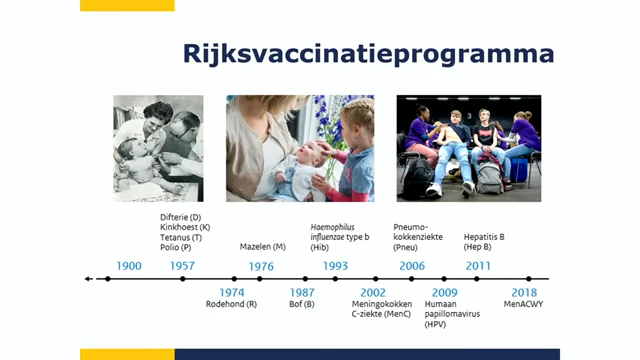 Rijksvaccinatieprogramma
3
Difterie (D)
Kinkhoest (K)
Tetanus (T)
Polio (P)
Mazelen (M)
Haemophilus
influenzae type b
(Hib)
Pneumo-
kokkenziekte
(Pneu)
Hepatitis B
(Hep B)
1900
1957
1976
1993
2006
2011
1974
1987
2002
2009
2018
Rodehond (R)
Bof (B)
Meningokokken
C-ziekte (MenC)
Humaan
papillomavirus
(HPV)
MenACWY